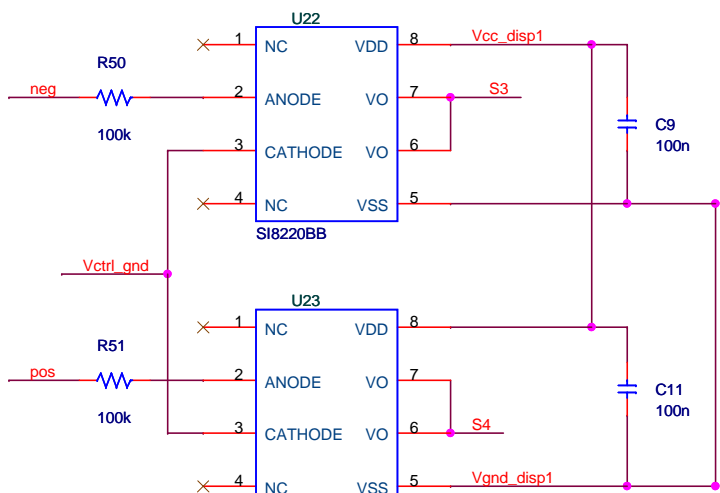 U22
1 NC VDD 8 Vcc_disp1
R50
neg 2 ANODE VO 7 S3
100k
C9
3 CATHODE VO 6 100n
4 NC VSS 5
SI8220BB
Vctrl_gnd
U23
1 NC VDD 8
R51
pos 2 ANODE VO 7
C11
100k 100n
3 CATHODE VO 6 S4
4 NC VSS 5 Vgnd_disp1